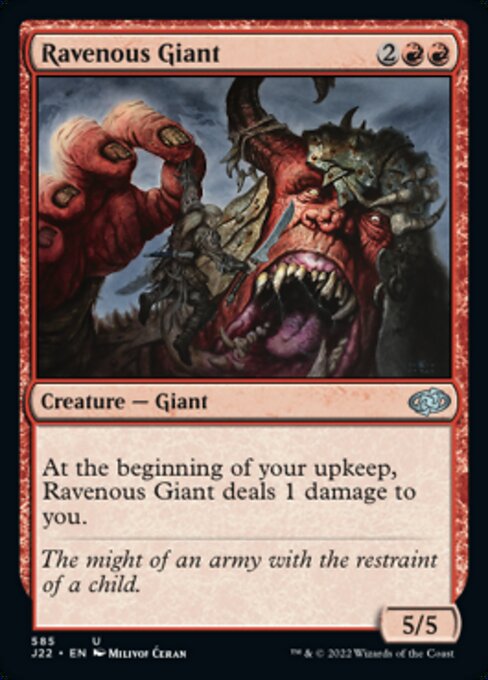 Ravenous Giant 2
Creature — Giant
At the beginning of your upkeep,
Ravenous Giant deals 1 damage to
you.
The might of an army with the restraint
of a child.
5/5
585 U
J22 • EN Milivoj Ćeran
™ & © 2022 Wizards of the Coast